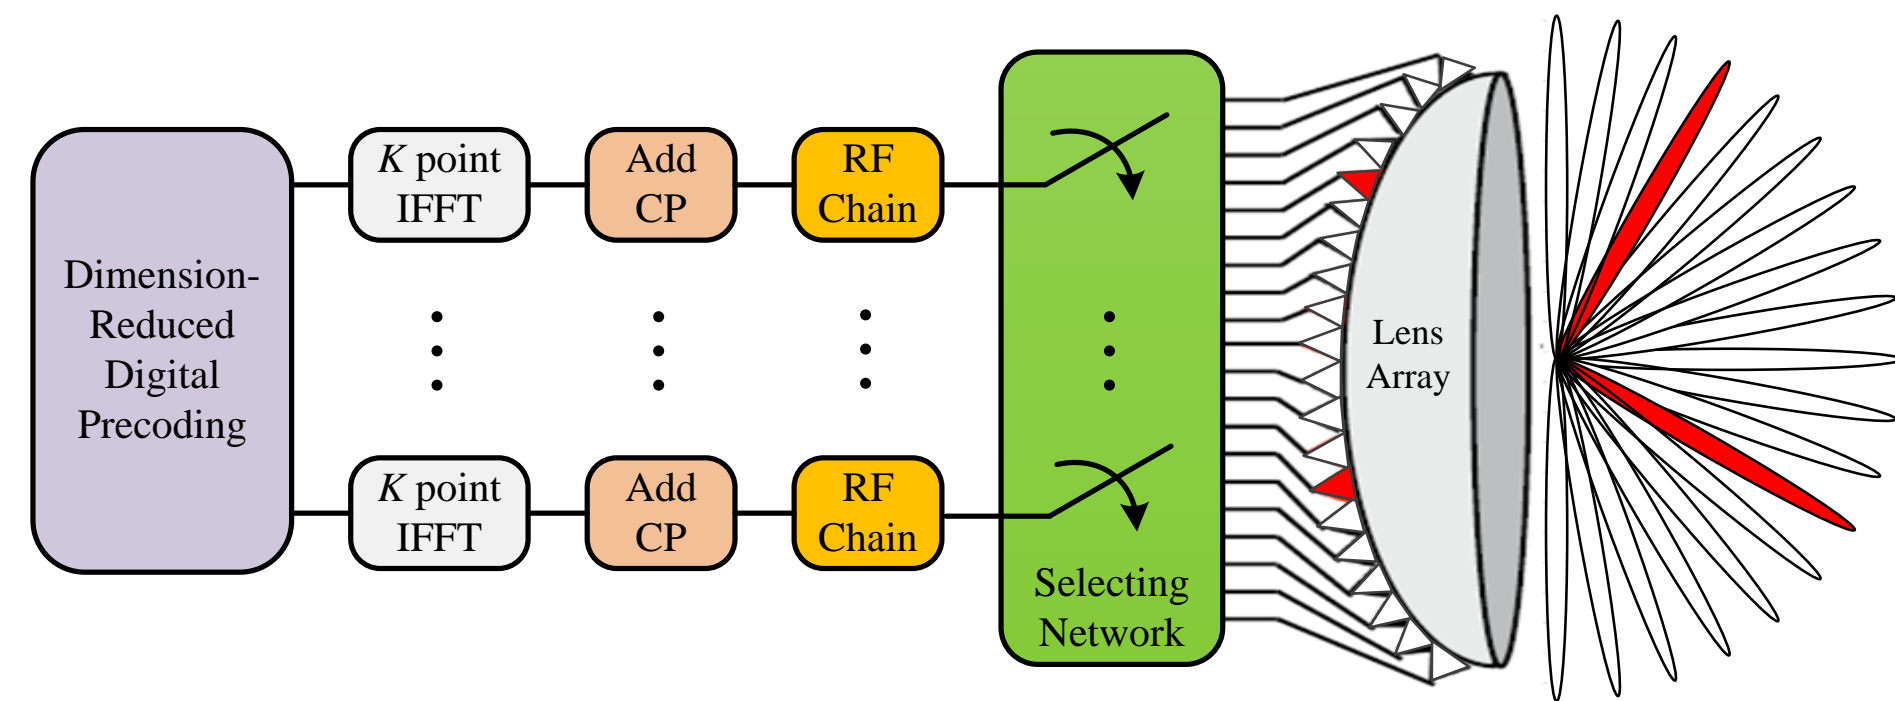 Dimension-
Reduced
Digital
Precoding
K point
IFFT
Add
CP
RF
Chain
K point
IFFT
Add
CP
RF
Chain
Selecting
Network
Lens
Array